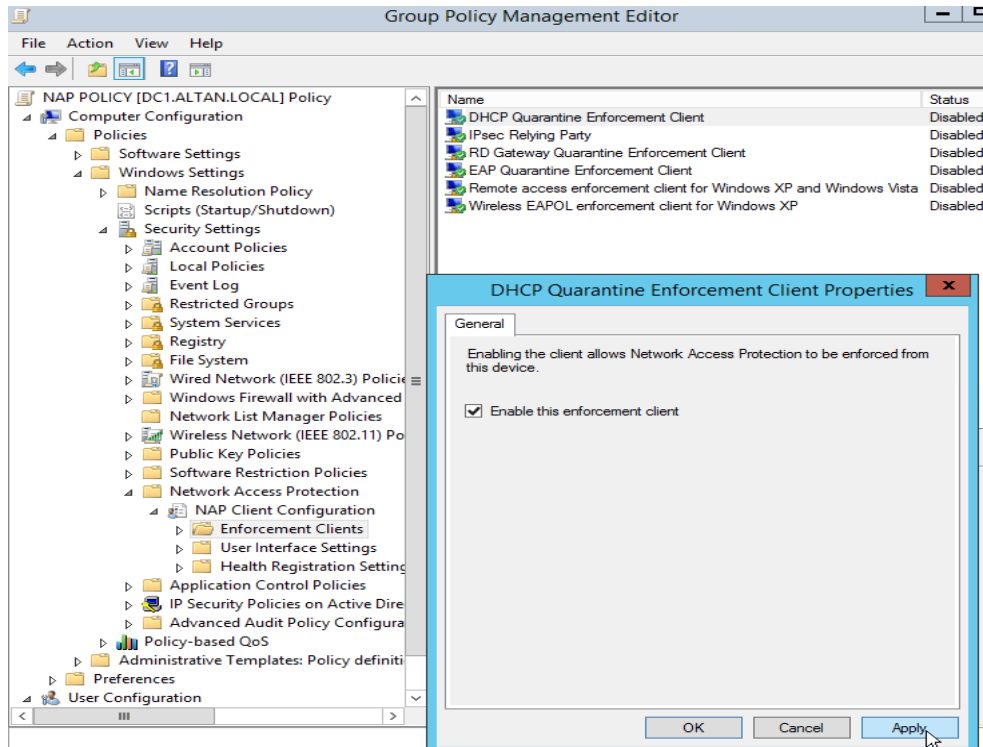 Group Policy Management Editor
File Action View Help
NAP POLICY [DC1.ALTAN.LOCAL] Policy
Computer Configuration
Policies
Software Settings
Windows Settings
Name Resolution Policy
Scripts (Startup/Shutdown)
Security Settings
Account Policies
Local Policies
Event Log
Restricted Groups
System Services
Registry
File System
Wired Network (IEEE 802.3) Policie
Windows Firewall with Advanced
Network List Manager Policies
Wireless Network (IEEE 802.11) Po
Public Key Policies
Software Restriction Policies
Network Access Protection
NAP Client Configuration
Enforcement Clients
User Interface Settings
Health Registration Setting
Application Control Policies
IP Security Policies on Active Dire
Advanced Audit Policy Configura
Policy-based QoS
Administrative Templates: Policy definiti
Preferences
User Configuration
Name Status
DHCP Quarantine Enforcement Client Disabled
IPsec Relying Party Disabled
RD Gateway Quarantine Enforcement Client Disabled
EAP Quarantine Enforcement Client Disabled
Remote access enforcement client for Windows XP and Windows Vista Disabled
Wireless EAPOL enforcement client for Windows XP Disabled
DHCP Quarantine Enforcement Client Properties
General
Enabling the client allows Network Access Protection to be enforced from
this device.
Enable this enforcement client
OK Cancel Apply